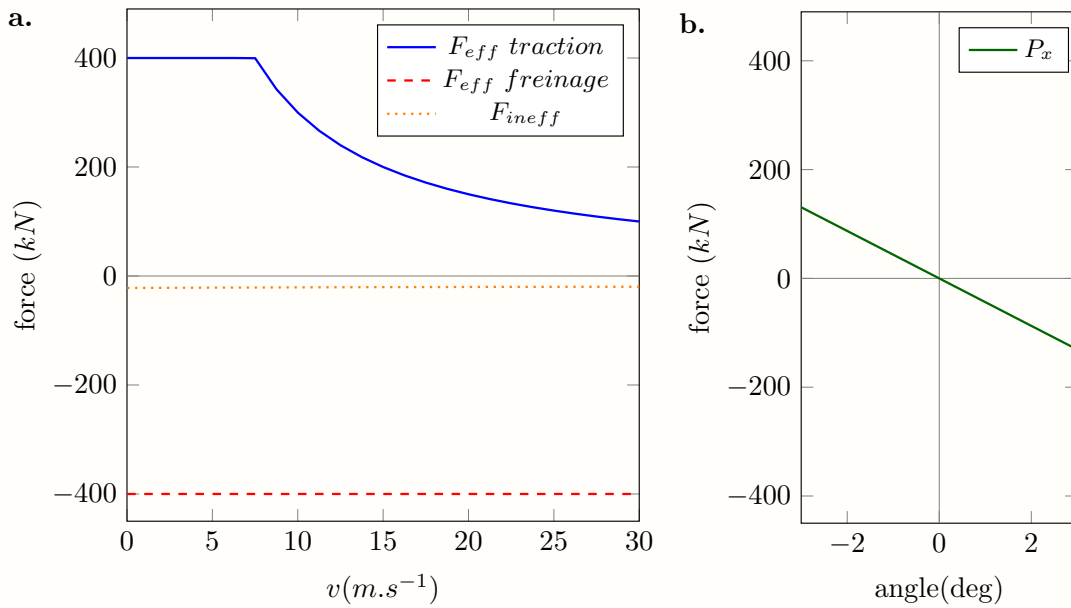 a.
F_eff traction
F_eff freinage
F_ineff
force (kN)
400
200
0
−200
−400
0 5 10 15 20 25 30
v(m.s⁻¹)
b.
P_x
force (kN)
400
200
0
−200
−400
−2 0 2
angle(deg)